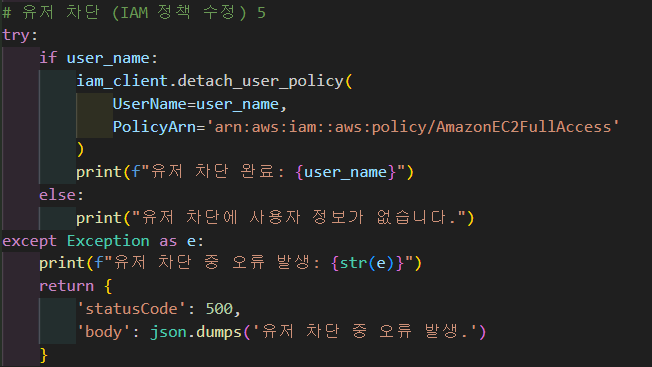 # 유저 차단 (IAM 정책 수정) 5
try:
    if user_name:
        iam_client.detach_user_policy(
            UserName=user_name,
            PolicyArn='arn:aws:iam::aws:policy/AmazonEC2FullAccess'
        )
        print(f"유저 차단 완료: {user_name}")
    else:
        print("유저 차단에 사용자 정보가 없습니다.")
except Exception as e:
    print(f"유저 차단 중 오류 발생: {str(e)}")
    return {
        'statusCode': 500,
        'body': json.dumps('유저 차단 중 오류 발생.')
    }